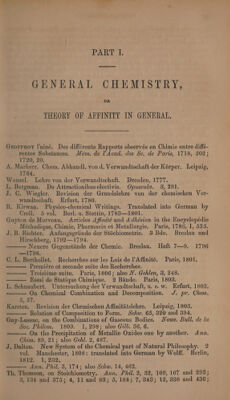 PART I.
GENERAL CHEMISTRY,
OR
THEORY OF AFFINITY IN GENERAL.
GEOFFROY l'aîné. Des différents Rapports observés en Chimie entre diffé-
rentes Substances. Mém. de l'Acad. des Sc. de Paris, 1718, 202;
1720, 20.
A. Marherr. Chem. Abhandl. von d. Verwandtschaft der Körper. Leipzig,
1764.
Wenzel. Lehre von der Verwandtschaft. Dresden, 1777.
L. Bergman. De Attractionibus electivis. Opuscula. 3, 291.
J. C. Wiegler. Revision der Grundlehre von der chemischen Ver-
wandtschaft. Erfurt, 1780.
R. Kirwan. Physico-chemical Writings. Translated into German by
Crell. 3 vol. Berl. u. Stettin, 1783—1801.
Guyton de Morveau. Articles Affinité and Adhésion in the Encyclopédie
Méthodique, Chimie, Pharmacie et Metallurgie. Paris, 1786, 1, 535.
J. B. Richter. Anfangsgründe der Stöchiometrie. 3 Bde. Breslau und
Hirschberg, 1792—1794.
Neuere Gegenstände der Chemie. Breslau. Heft 7—9. 1796
—1798.
C. L. Berthollet. Recherches sur les Lois de l'Affinité. Paris, 1801.
Première et seconde suite des Recherches.
Troisième suite. Paris, 1806; also N. Gehlen, 3, 248.
Essai de Statique Chimique. 2 Bände. Paris, 1803.
L. Schnaubert. Untersuchung der Verwandtschaft, u. s. w. Erfurt, 1803.
On Chemical Combination and Decomposition. J. pr. Chem.
3, 57.
Karsten. Revision der Chemischen Affinitätslehre. Leipzig, 1803.
Relation of Composition to Form. Schw. 65, 320 and 394.
Gay-Lussac, on the Combinations of Gaseous Bodies. Nouv. Bull. de la
Soc. Philom. 1803. 1, 298; also Gilb. 36, 6.
On the Precipitation of Metallic Oxides one by another. Ann.
Chim. 83, 21; also Gehl. 7, 487.
J. Dalton. New System of the Chemical part of Natural Philosophy. 2
vol. Manchester, 1808; translated into German by Wolff. Berlin,
1812. 1, 232.
Ann. Phil. 3, 174; also Schw. 14, 462.
Th. Thomson, on Stoichiometry. Ann. Phil. 2, 32, 109, 167 and 293;
3, 134 and 375; 4, 11 and 83; 5, 184; 7, 343; 12, 338 and 436;